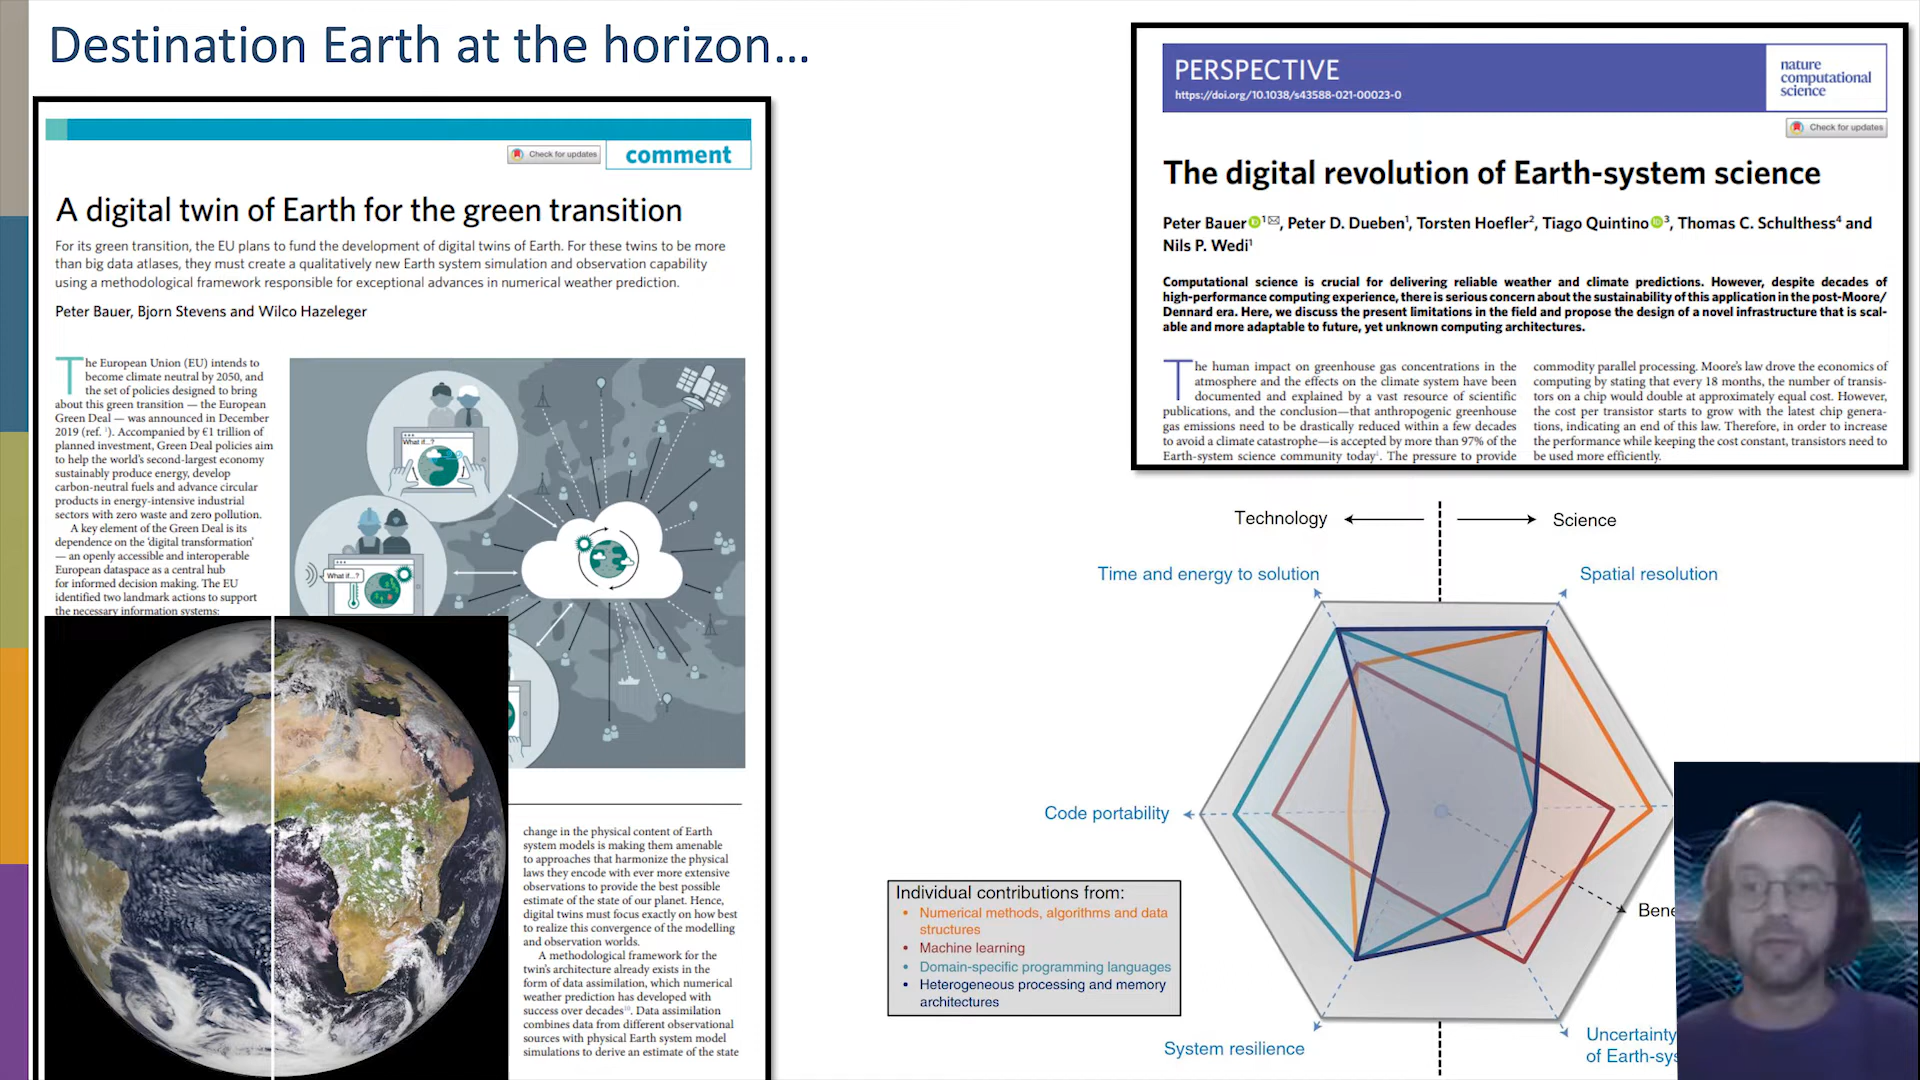 Destination Earth at the horizon...
Check for updates
comment
A digital twin of Earth for the green transition
For its green transition, the EU plans to fund the development of digital twins of Earth. For these twins to be more
than big data atlases, they must create a qualitatively new Earth system simulation and observation capability
using a methodological framework responsible for exceptional advances in numerical weather prediction.
Peter Bauer, Bjorn Stevens and Wilco Hazeleger
The European Union (EU) intends to
become climate neutral by 2050, and
the set of policies designed to bring
about this green transition — the European
Green Deal — was announced in December
2019 (ref. ¹). Accompanied by €1 trillion of
planned investment, Green Deal policies aim
to help the world's second-largest economy
sustainably produce energy, develop
carbon-neutral fuels and advance circular
products in energy-intensive industrial
sectors with zero waste and zero pollution.
A key element of the Green Deal is its
dependence on the 'digital transformation'
— an openly accessible and interoperable
European dataspace as a central hub
for informed decision making. The EU
identified two landmark actions to support
the necessary information systems:
What if...?
What if...?
change in the physical content of Earth
system models is making them amenable
to approaches that harmonize the physical
laws they encode with ever more extensive
observations to provide the best possible
estimate of the state of our planet. Hence,
digital twins must focus exactly on how best
to realize this convergence of the modelling
and observation worlds.
A methodological framework for the
twin's architecture already exists in the
form of data assimilation, which numerical
weather prediction has developed with
success over decades¹⁰. Data assimilation
combines data from different observational
sources with physical Earth system model
simulations to derive an estimate of the state
PERSPECTIVE
https://doi.org/10.1038/s43588-021-00023-0
nature
computational
science
Check for updates
The digital revolution of Earth-system science
Peter Bauer ¹, Peter D. Dueben¹, Torsten Hoefler², Tiago Quintino ³, Thomas C. Schulthess⁴ and
Nils P. Wedi¹
Computational science is crucial for delivering reliable weather and climate predictions. However, despite decades of
high-performance computing experience, there is serious concern about the sustainability of this application in the post-Moore/
Dennard era. Here, we discuss the present limitations in the field and propose the design of a novel infrastructure that is scal-
able and more adaptable to future, yet unknown computing architectures.
The human impact on greenhouse gas concentrations in the
atmosphere and the effects on the climate system have been
documented and explained by a vast resource of scientific
publications, and the conclusion—that anthropogenic greenhouse
gas emissions need to be drastically reduced within a few decades
to avoid a climate catastrophe—is accepted by more than 97% of the
Earth-system science community today¹. The pressure to provide
commodity parallel processing. Moore's law drove the economics of
computing by stating that every 18 months, the number of transis-
tors on a chip would double at approximately equal cost. However,
the cost per transistor starts to grow with the latest chip genera-
tions, indicating an end of this law. Therefore, in order to increase
the performance while keeping the cost constant, transistors need to
be used more efficiently.
Technology
Science
Time and energy to solution
Spatial resolution
Code portability
Bene
System resilience
Uncertainty
of Earth-sys
Individual contributions from:
• Numerical methods, algorithms and data
structures
• Machine learning
• Domain-specific programming languages
• Heterogeneous processing and memory
architectures